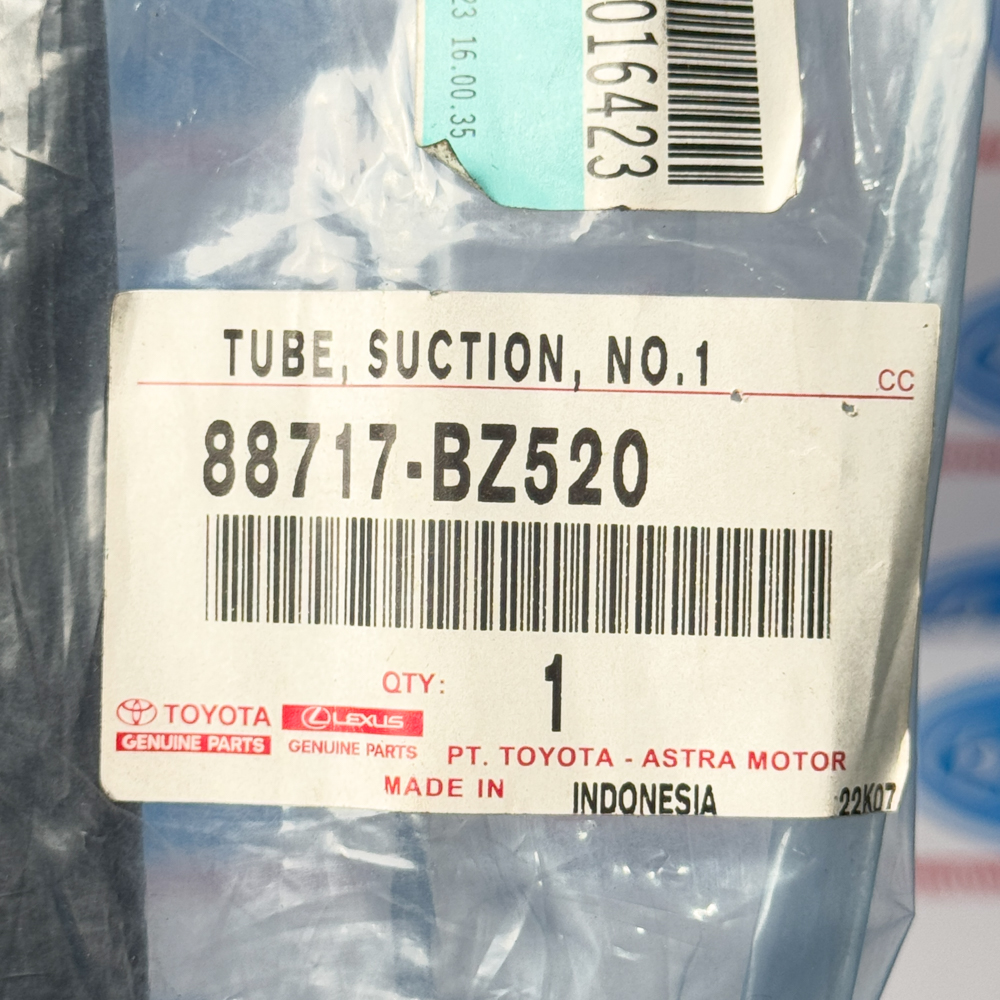 23 16.00.35
016423
TUBE, SUCTION, NO.1
CC
88717-BZ520
QTY: 1
TOYOTA
GENUINE PARTS
LEXUS
GENUINE PARTS
PT. TOYOTA - ASTRA MOTOR
MADE IN INDONESIA
22K07